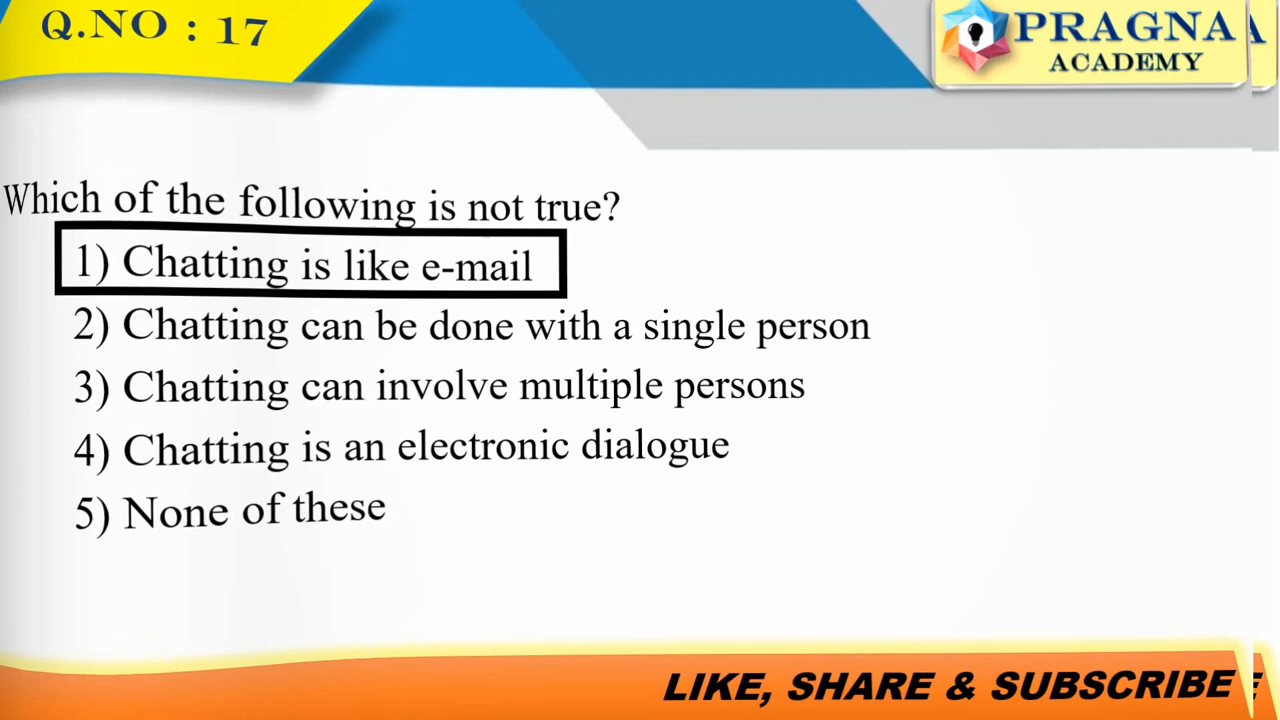 Q.NO : 17
PRAGNA
ACADEMY
Which of the following is not true?
1) Chatting is like e-mail
2) Chatting can be done with a single person
3) Chatting can involve multiple persons
4) Chatting is an electronic dialogue
5) None of these
LIKE, SHARE & SUBSCRIBE